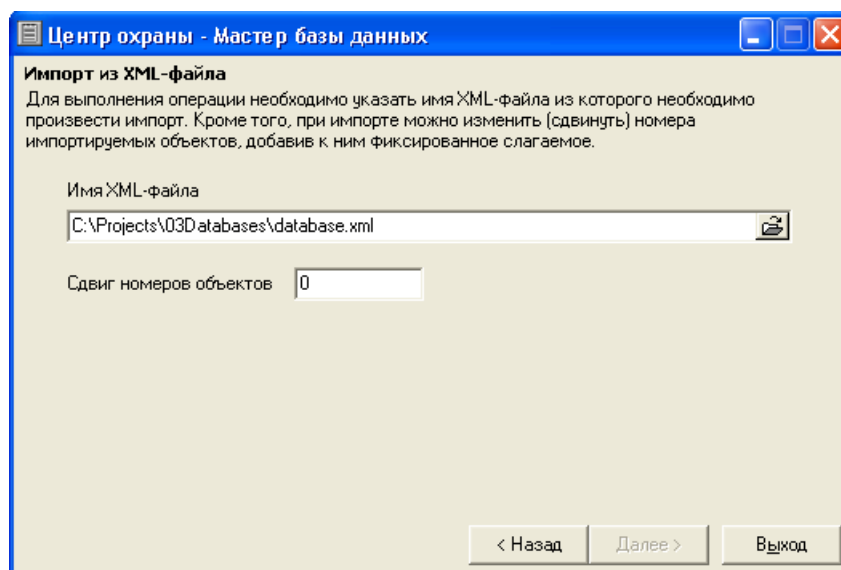 Центр охраны - Мастер базы данных
Импорт из XML-файла
Для выполнения операции необходимо указать имя XML-файла из которого необходимо
произвести импорт. Кроме того, при импорте можно изменить (сдвинуть) номера
импортируемых объектов, добавив к ним фиксированное слагаемое.
Имя XML-файла
C:\Projects\03Databases\database.xml
Сдвиг номеров объектов 0
< Назад Далее > Выход